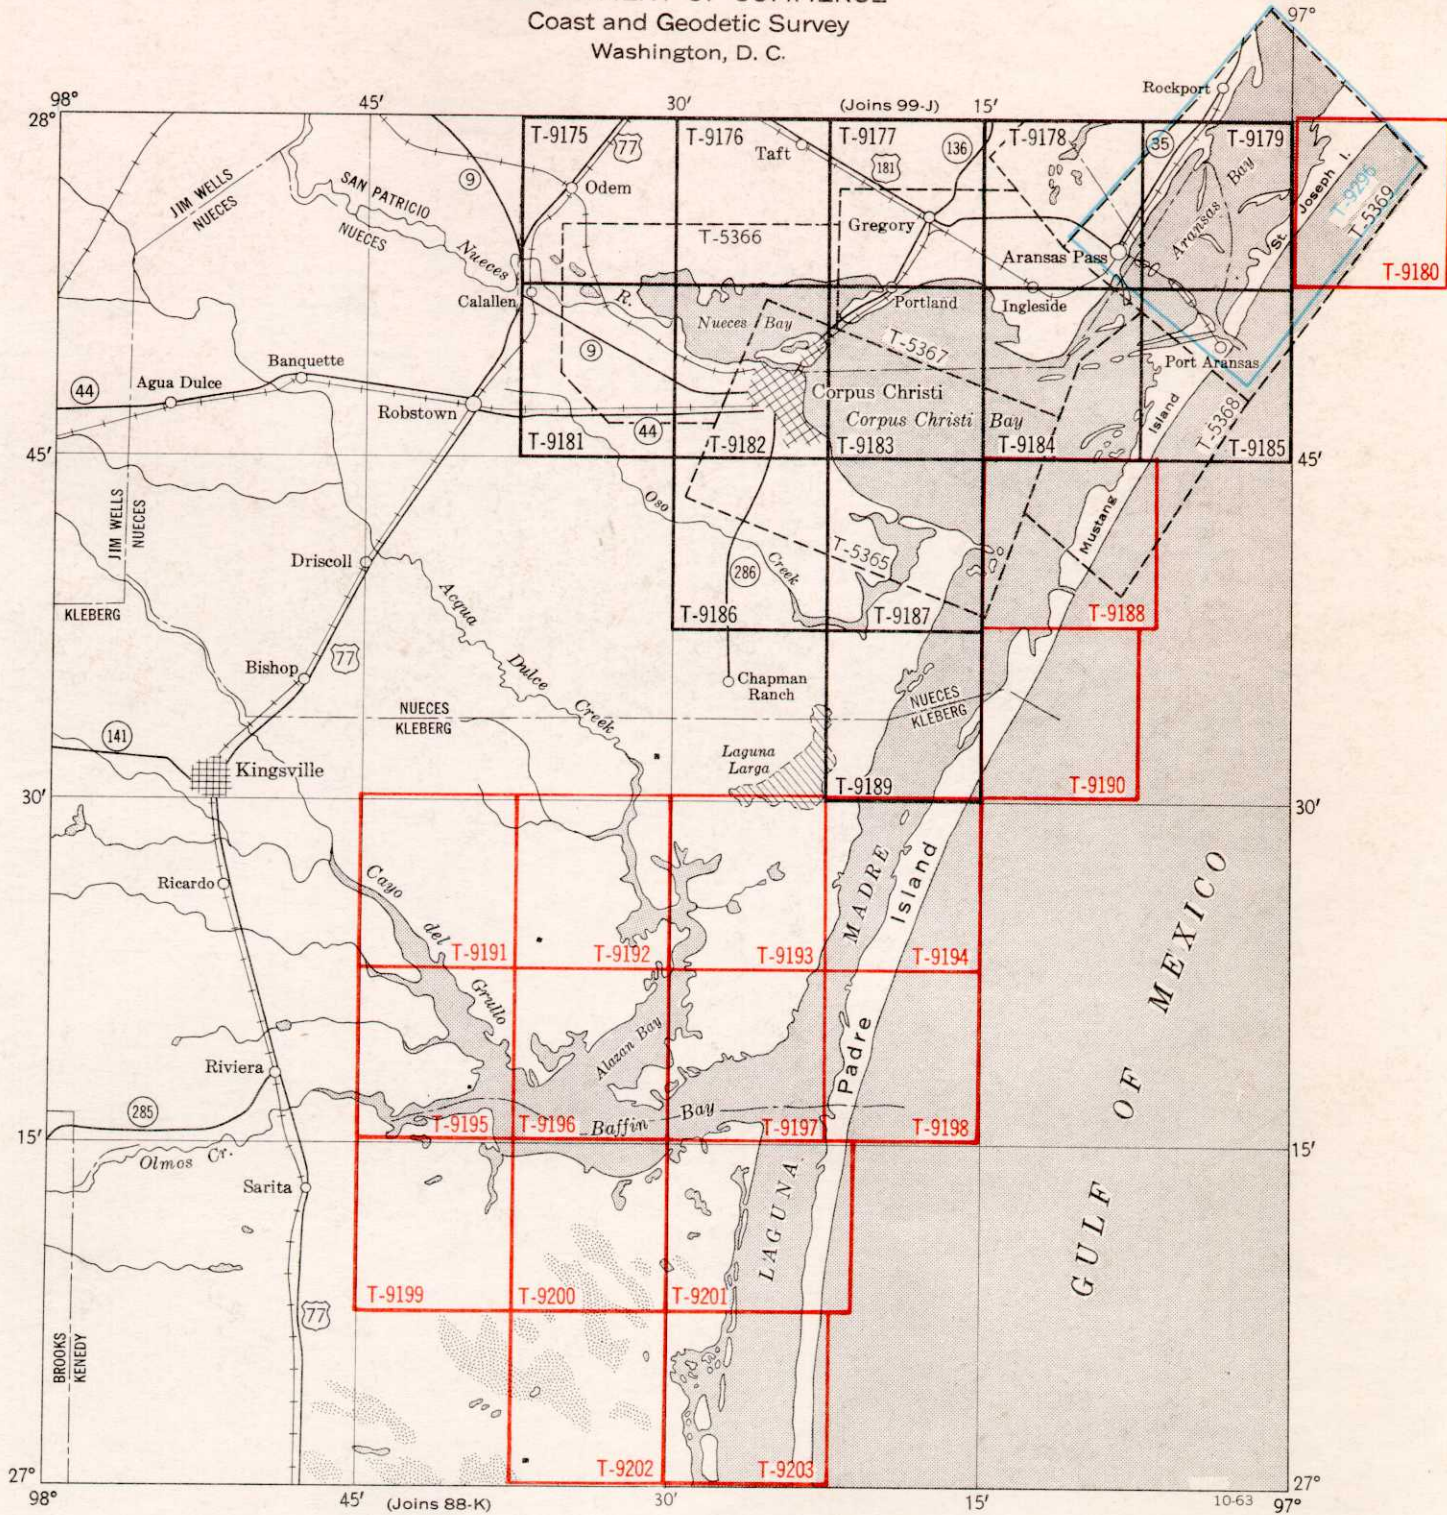 Coast and Geodetic Survey
Washington, D. C.
97°
98°
45'
30'
(Joins 99-J)
15'
Rockport
28°
T-9175
77
T-9176
Taft
T-9177
181
136
T-9178
35
T-9179
JIM WELLS
NUECES
SAN PATRICIO
NUECES
9
Odem
Bay
Aransas
St. Joseph I.
T-9296
T-5369
T-9180
T-5366
Gregory
Aransas Pass
Nueces R.
Calallen
Nueces Bay
Portland
Ingleside
9
T-5367
Port Aransas
Banquette
Agua Dulce
44
Robstown
Corpus Christi
Corpus Christi Bay
Island
T-5368
44
T-9181
T-9182
T-9183
T-9184
T-9185
45'
45'
JIM WELLS
NUECES
Oso Creek
Mustang
T-5365
Driscoll
286
KLEBERG
Acqua Dulce Creek
T-9186
T-9187
T-9188
Bishop
77
Chapman
Ranch
NUECES
KLEBERG
NUECES
KLEBERG
141
Laguna
Larga
Kingsville
T-9189
T-9190
30'
30'
MADRE
Island
Ricardo
Cayo del Grullo
T-9191
T-9192
T-9193
T-9194
GULF OF MEXICO
Alazan Bay
Padre
Riviera
285
T-9195
T-9196
Baffin Bay
T-9197
T-9198
15'
15'
Olmos Cr.
Sarita
LAGUNA
T-9199
T-9200
T-9201
77
BROOKS
KENEDY
T-9202
T-9203
27°
27°
98°
45'
(Joins 88-K)
30'
15'
10-63
97°